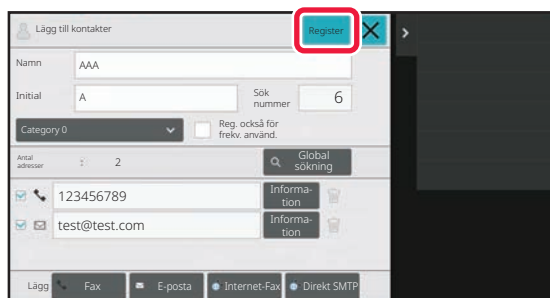 Lägg till kontakter
Register
Namn
AAA
Initial
A
Sök
nummer
6
Category 0
Reg. också för
frekv. använd.
Antal
adresser
:
2
Global
sökning
123456789
Informa-
tion
test@test.com
Informa-
tion
Lägg
Fax
E-posta
Internet-Fax
Direkt SMTP